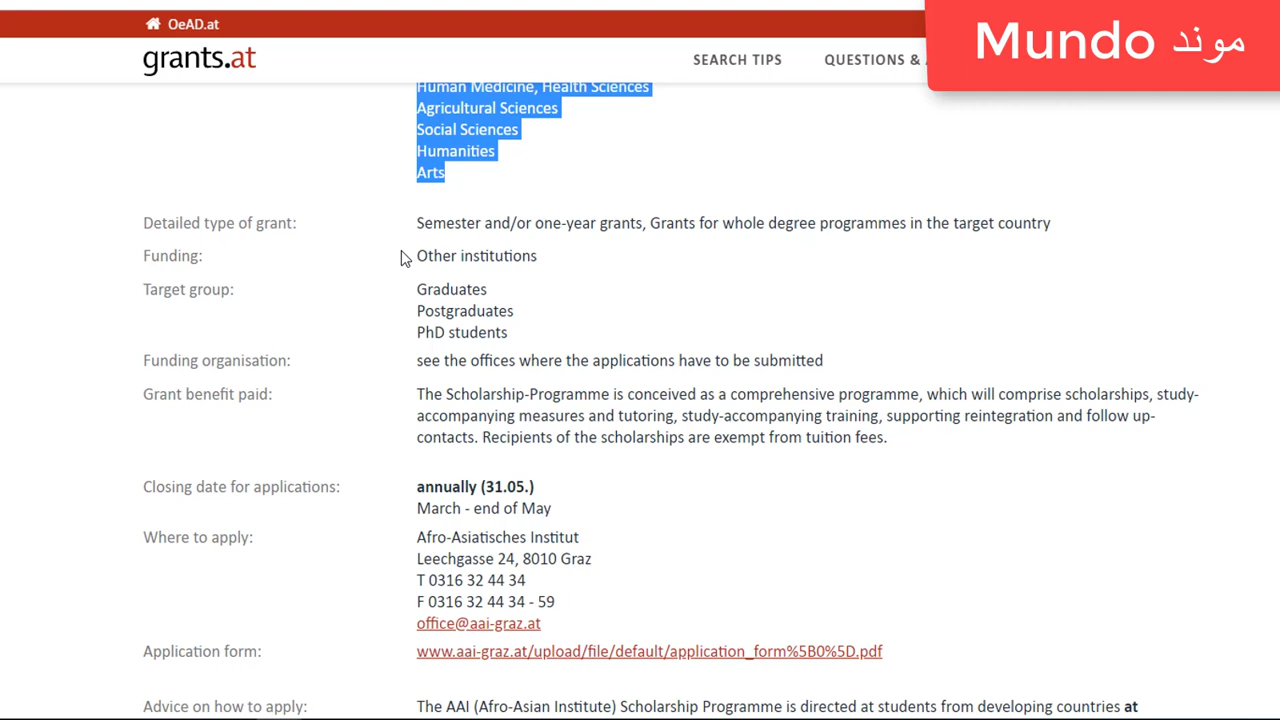 OeAD.at
Mundo موند
grants.at
SEARCH TIPS
QUESTIONS &
Human Medicine, Health Sciences
Agricultural Sciences
Social Sciences
Humanities
Arts
Detailed type of grant: Semester and/or one-year grants, Grants for whole degree programmes in the target country
Funding: Other institutions
Target group: Graduates
Postgraduates
PhD students
Funding organisation: see the offices where the applications have to be submitted
Grant benefit paid: The Scholarship-Programme is conceived as a comprehensive programme, which will comprise scholarships, study-
accompanying measures and tutoring, study-accompanying training, supporting reintegration and follow up-
contacts. Recipients of the scholarships are exempt from tuition fees.
Closing date for applications: annually (31.05.)
March - end of May
Where to apply: Afro-Asiatisches Institut
Leechgasse 24, 8010 Graz
T 0316 32 44 34
F 0316 32 44 34 - 59
office@aai-graz.at
Application form: www.aai-graz.at/upload/file/default/application_form%5B0%5D.pdf
Advice on how to apply: The AAI (Afro-Asian Institute) Scholarship Programme is directed at students from developing countries at